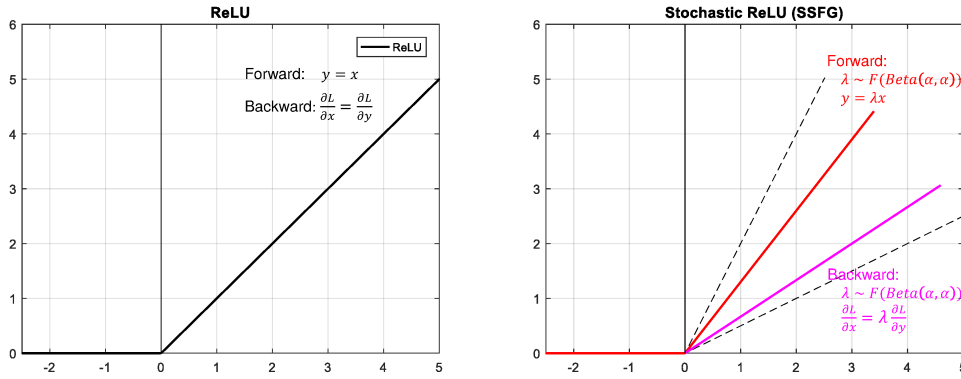 ReLU
6
5
4
3
2
1
0
-2 -1 0 1 2 3 4 5
ReLU
Forward: y = x
Backward: ∂L/∂x = ∂L/∂y
Stochastic ReLU (SSFG)
6
5
4
3
2
1
0
-2 -1 0 1 2 3 4 5
Forward:
λ ~ F(Beta(α,α))
y = λx
Backward:
λ ~ F(Beta(α,α))
∂L/∂x = λ ∂L/∂y